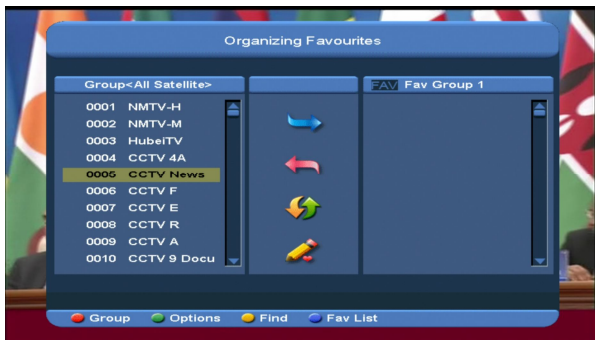 Organizing Favourites
Group<All Satellite>
FAV Fav Group 1
0001 NMTV-H
0002 NMTV-M
0003 HubeiTV
0004 CCTV 4A
0005 CCTV News
0006 CCTV F
0007 CCTV E
0008 CCTV R
0009 CCTV A
0010 CCTV 9 Docu
Group Options Find Fav List